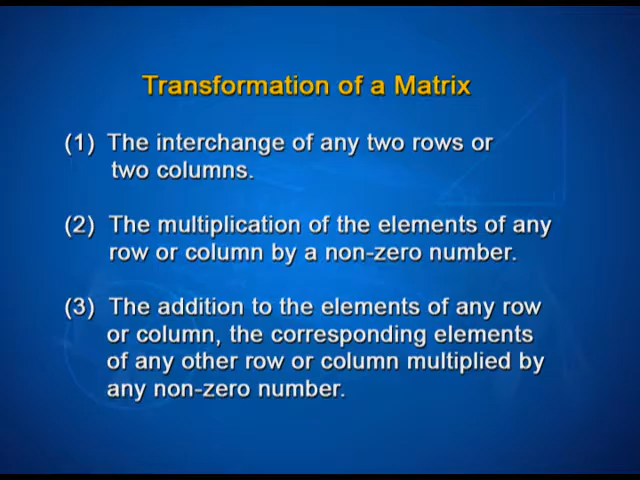 Transformation of a Matrix
(1) The interchange of any two rows or
two columns.
(2) The multiplication of the elements of any
row or column by a non-zero number.
(3) The addition to the elements of any row
or column, the corresponding elements
of any other row or column multiplied by
any non-zero number.